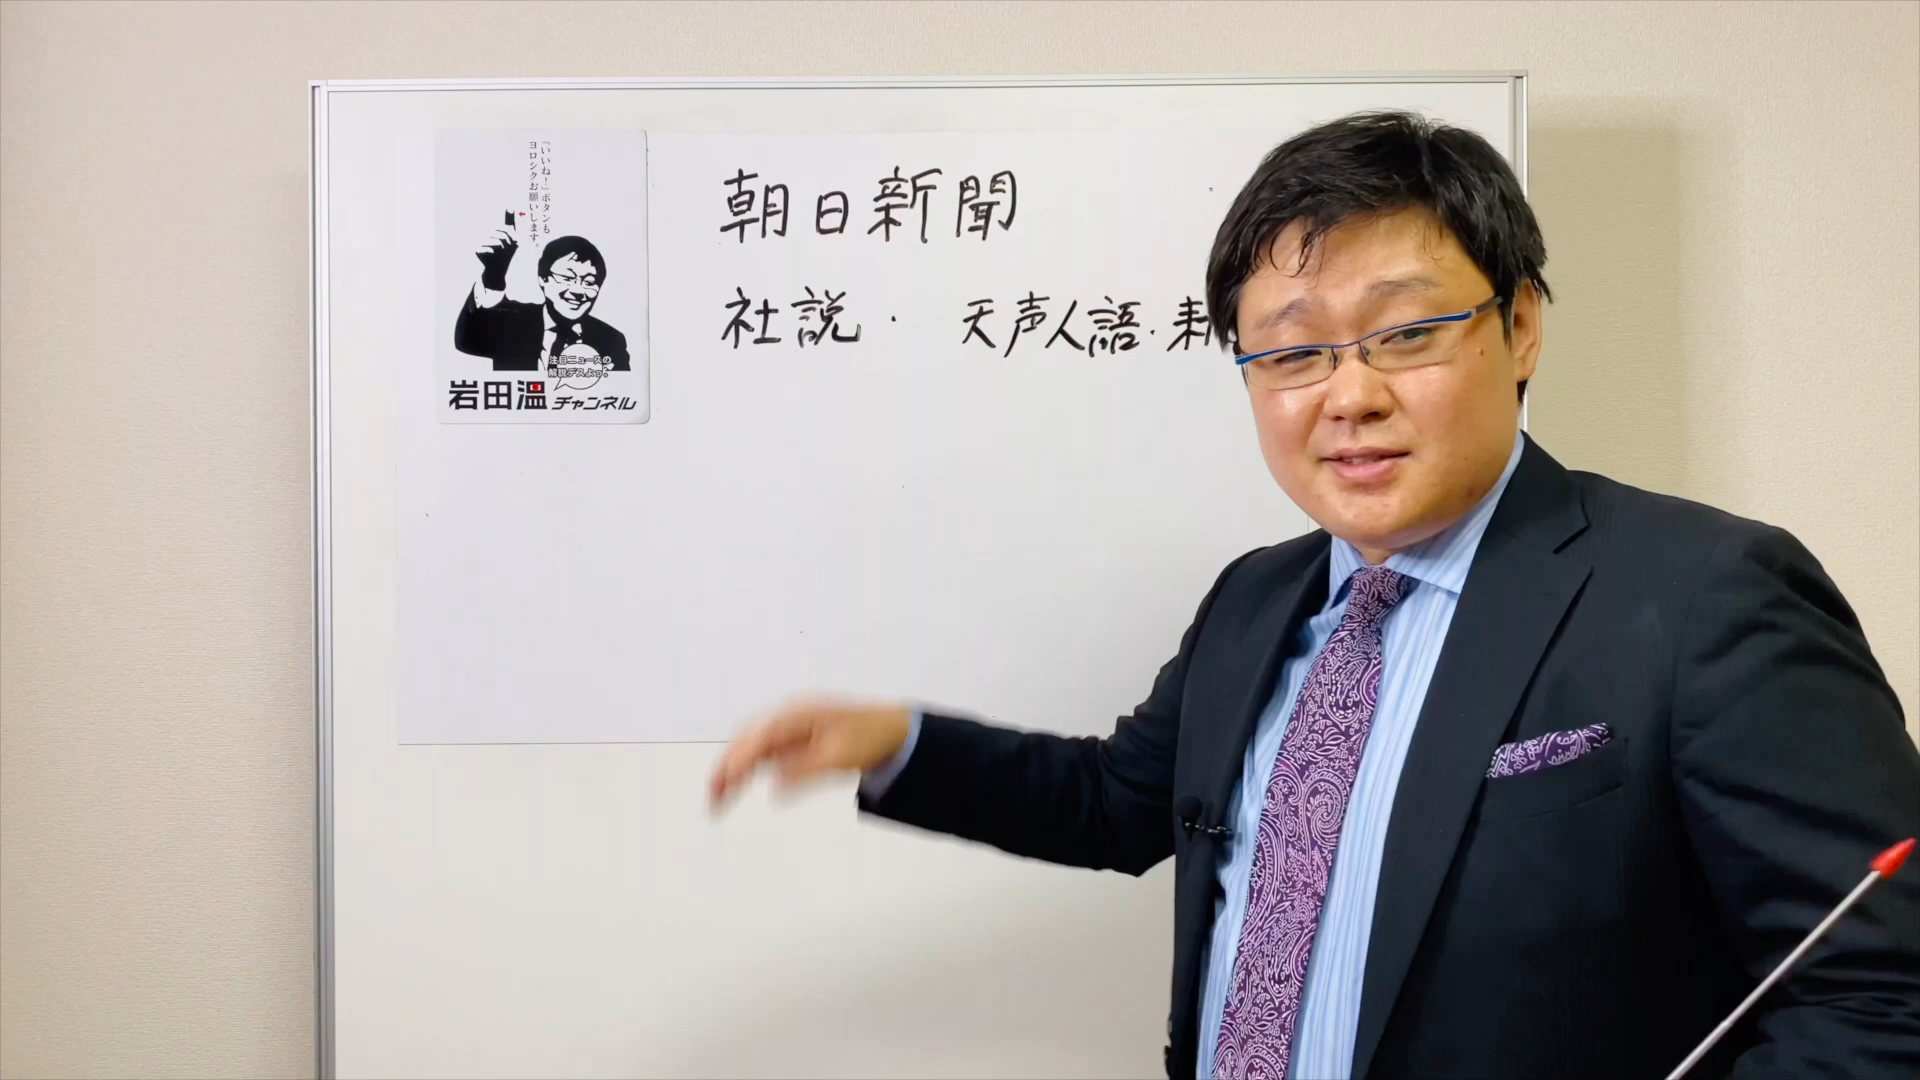 「いいね!」ボタンも
ヨロシクお願いします。
注目ニュースの
解説デスよっ。
岩田温 チャンネル
朝日新聞
社説・ 天声人語・耕